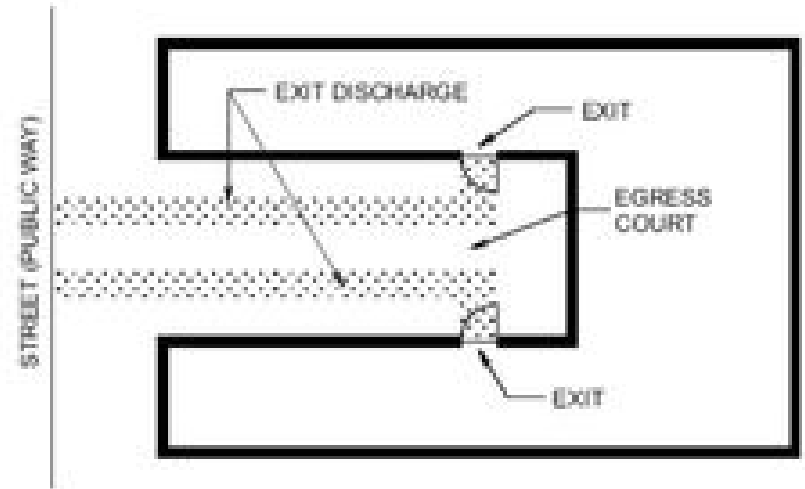 EXIT DISCHARGE
EXIT
STREET (PUBLIC WAY)
EGRESS
COURT
EXIT